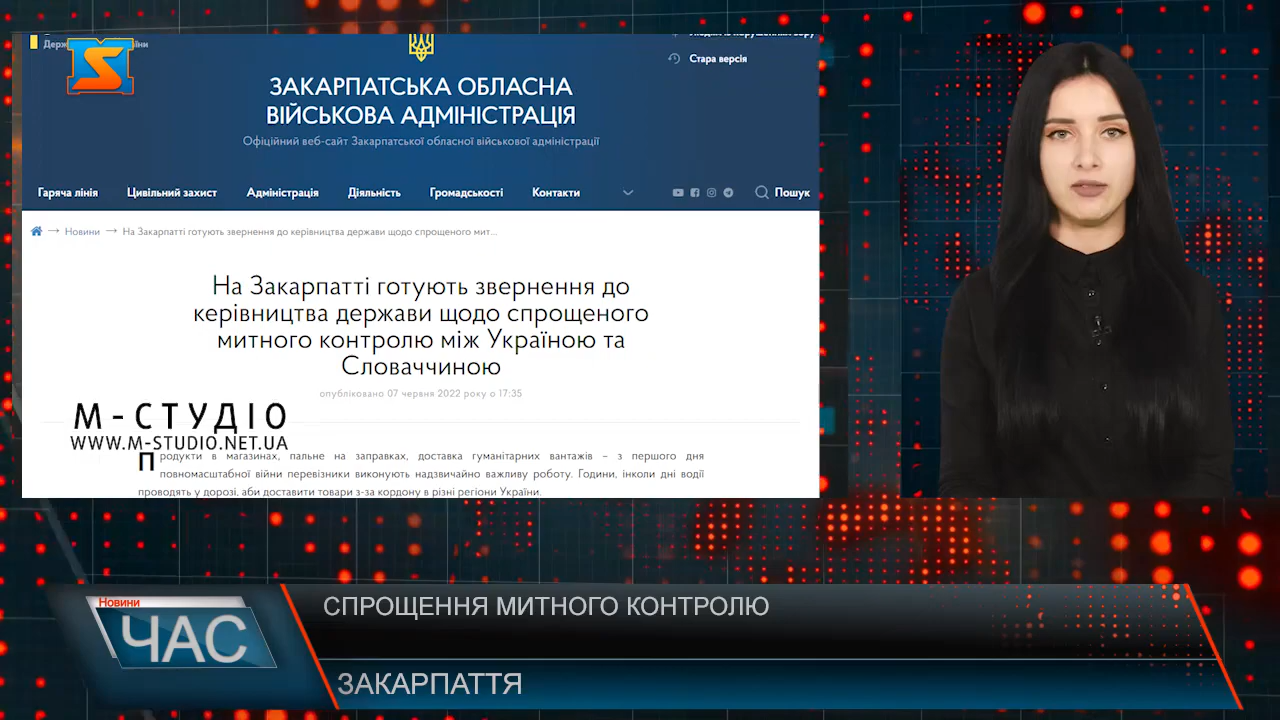 Стара версія
ЗАКАРПАТСЬКА ОБЛАСНА
ВІЙСЬКОВА АДМІНІСТРАЦІЯ
Офіційний веб-сайт Закарпатської обласної військової адміністрації
Гаряча лінія Цивільний захист Адміністрація Діяльність Громадськості Контакти Пошук
Новини На Закарпатті готують звернення до керівництва держави щодо спрощеного мит...
На Закарпатті готують звернення до
керівництва держави щодо спрощеного
митного контролю між Україною та
Словаччиною
опубліковано 07 червня 2022 року о 17:35
М-СТУДІО
WWW.M-STUDIO.NET.UA
Продукти в магазинах, пальне на заправках, доставка гуманітарних вантажів – з першого дня
повномасштабної війни перевізники виконують надзвичайно важливу роботу. Години, інколи дні водії
проводять у дорозі, аби доставити товари з-за кордону в різні регіони України.
Новини
ЧАС
СПРОЩЕННЯ МИТНОГО КОНТРОЛЮ
ЗАКАРПАТТЯ